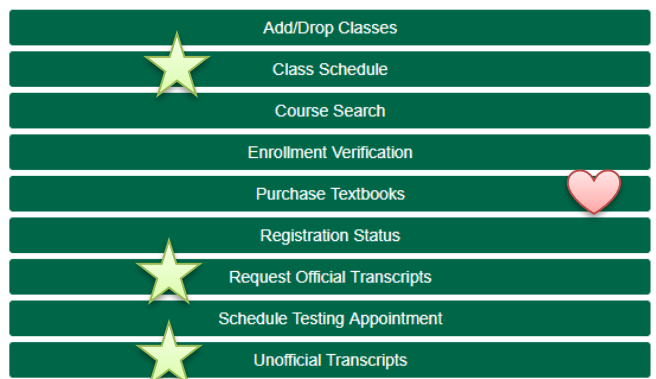 Add/Drop Classes
Class Schedule
Course Search
Enrollment Verification
Purchase Textbooks
Registration Status
Request Official Transcripts
Schedule Testing Appointment
Unofficial Transcripts